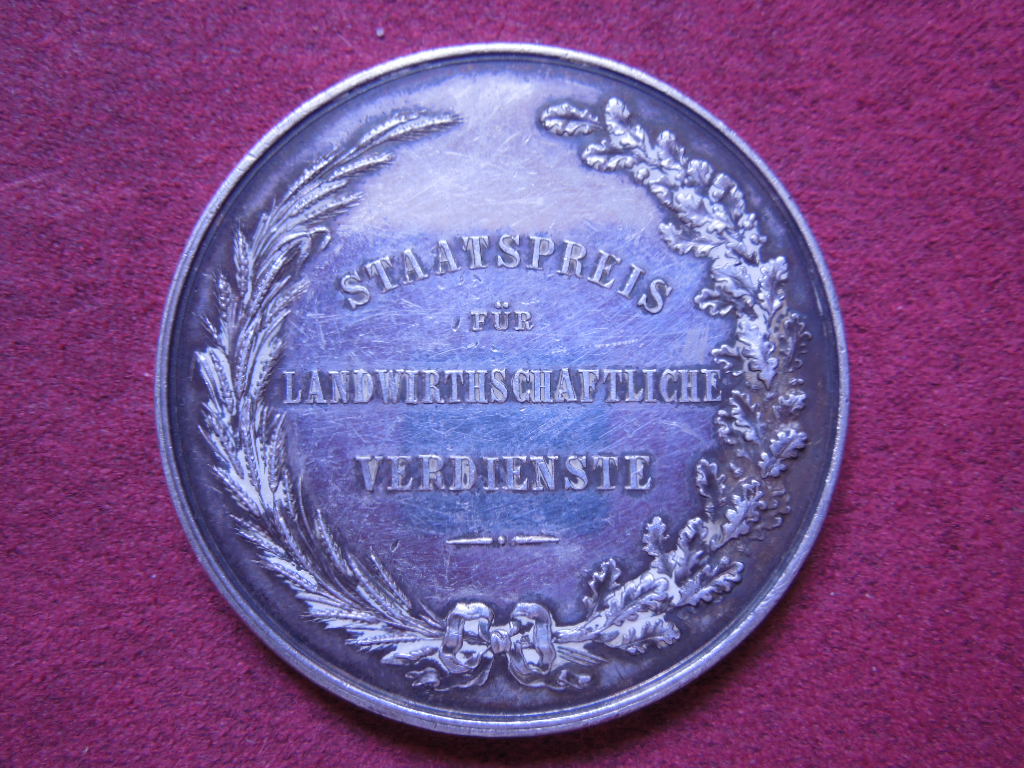 STAATSPREIS
FÜR
LANDWIRTHSCHAFTLICHE
VERDIENSTE